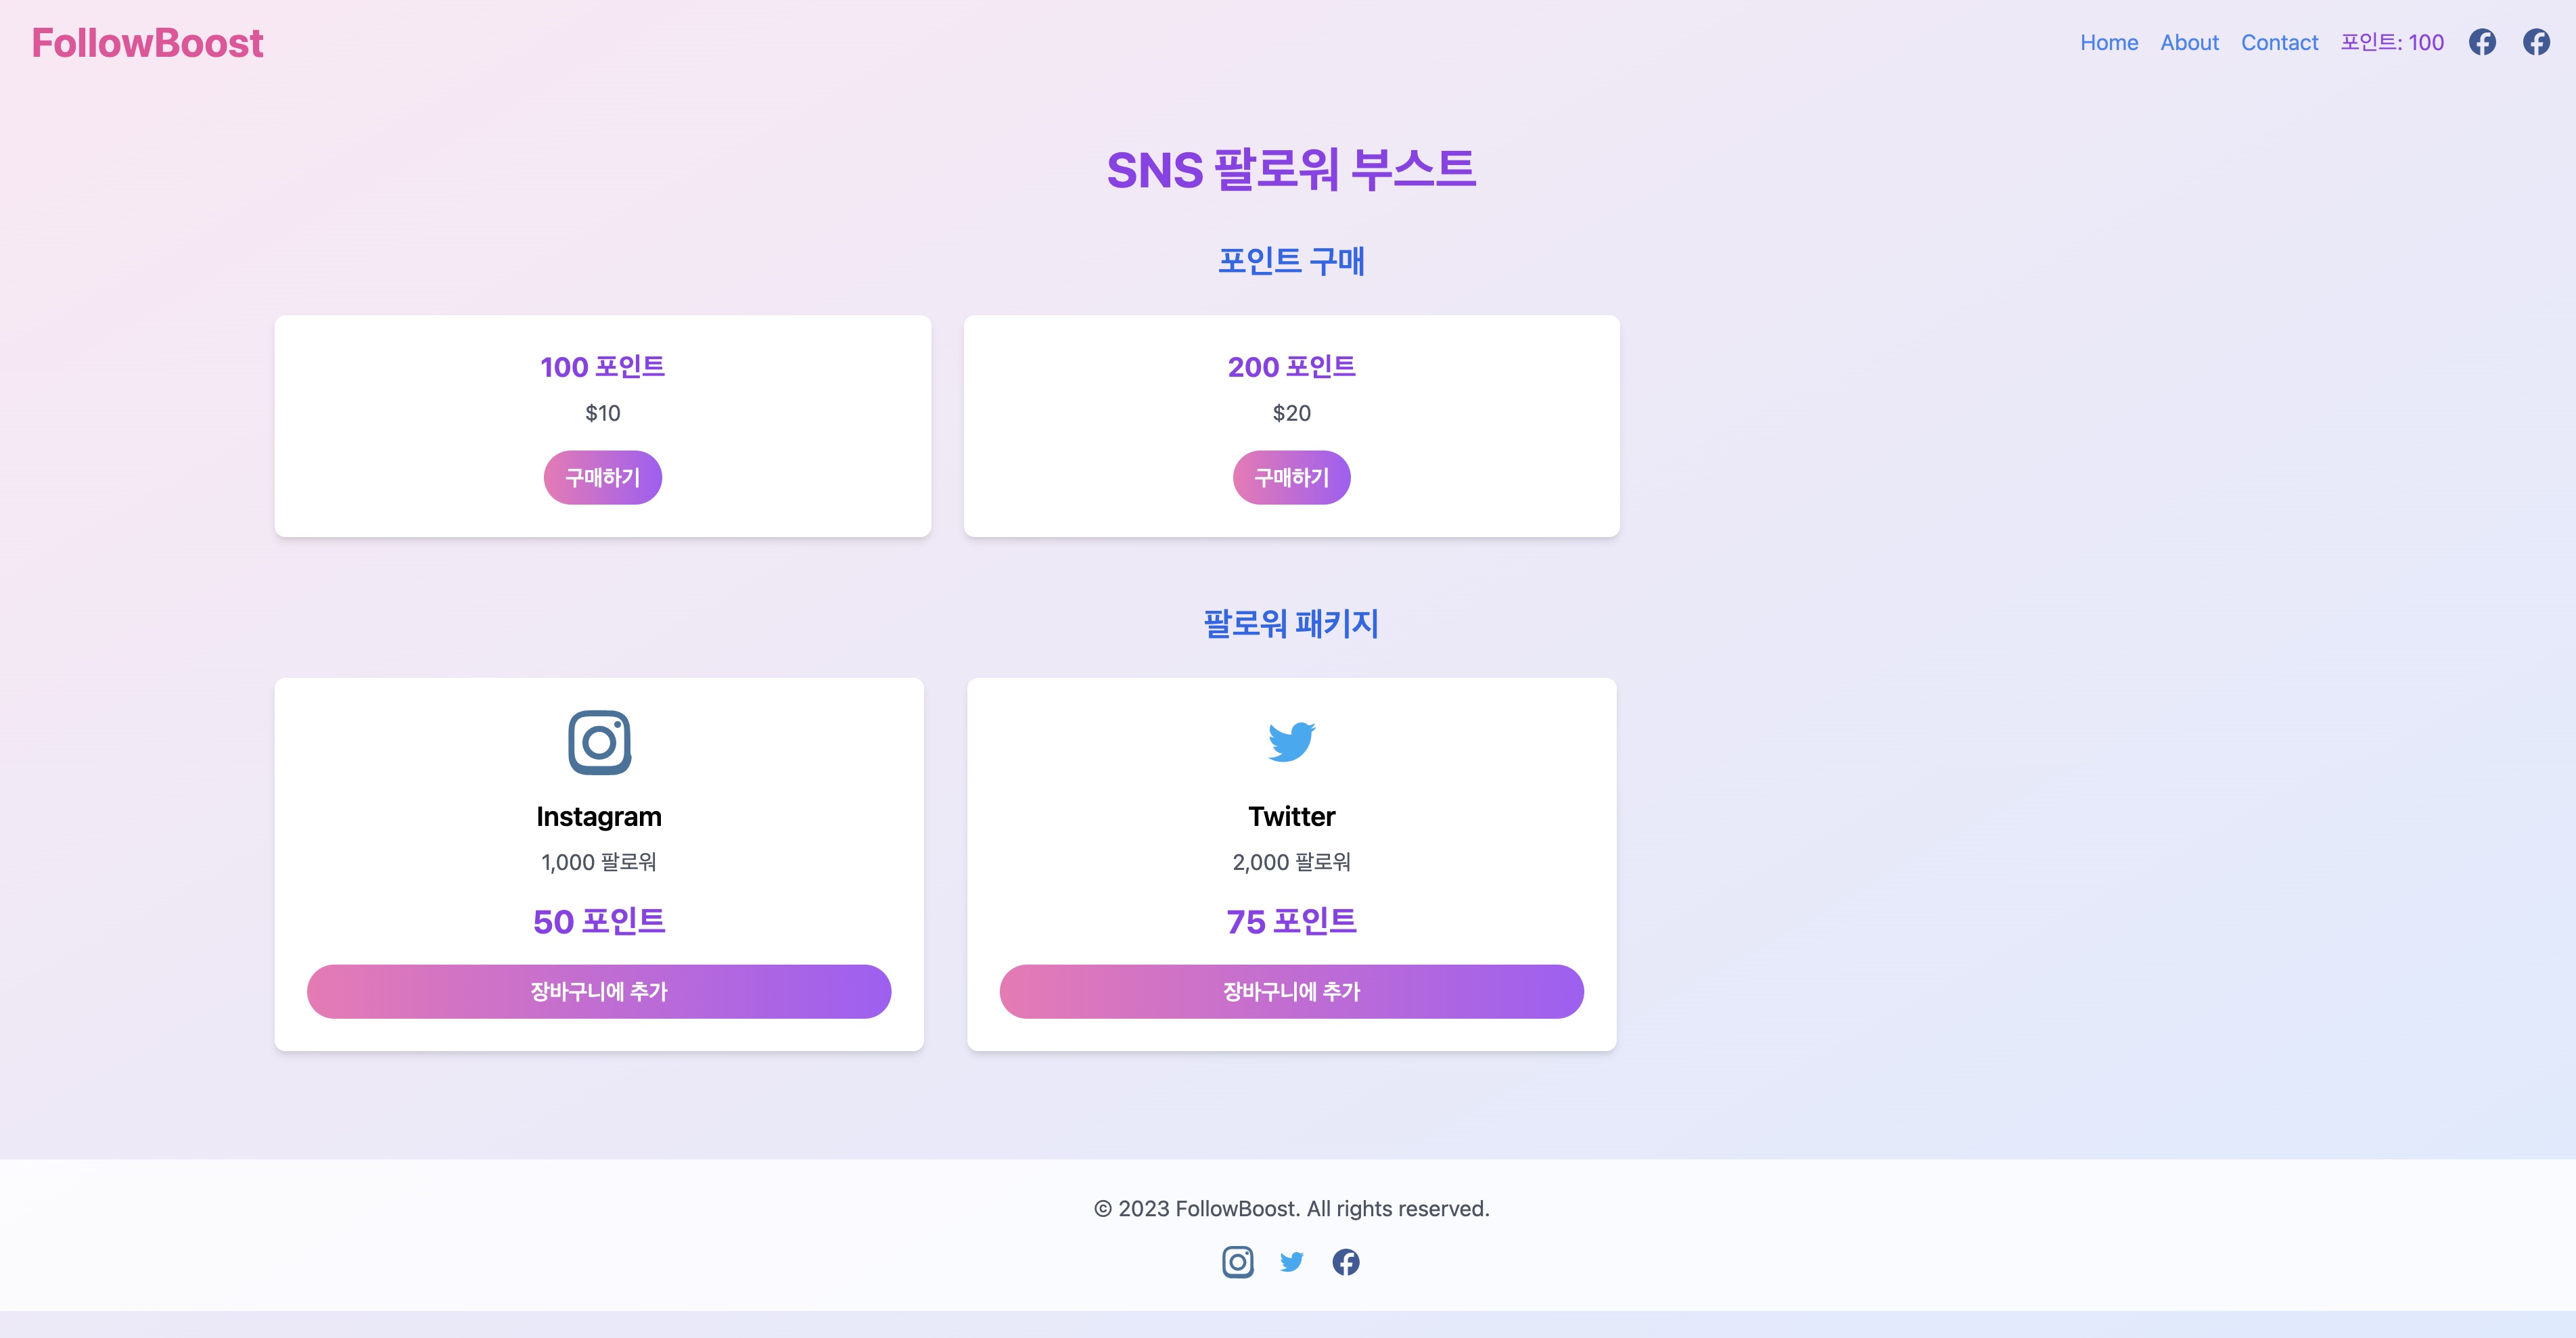 FollowBoost
Home About Contact 포인트: 100
SNS 팔로워 부스트
포인트 구매
100 포인트
$10
구매하기
200 포인트
$20
구매하기
팔로워 패키지
Instagram
1,000 팔로워
50 포인트
장바구니에 추가
Twitter
2,000 팔로워
75 포인트
장바구니에 추가
© 2023 FollowBoost. All rights reserved.